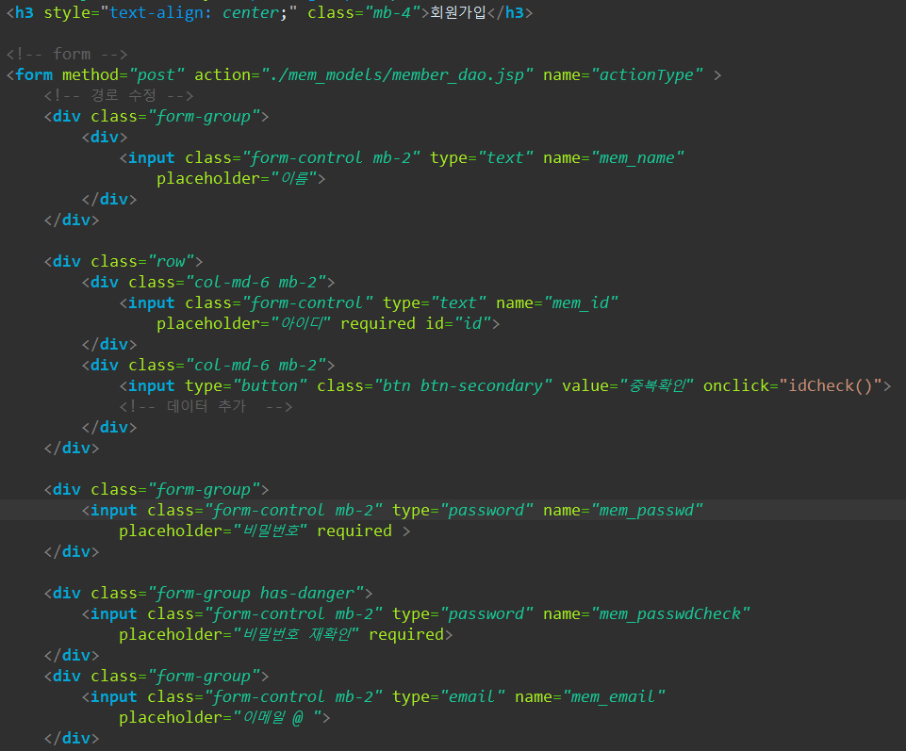 <h3 style="text-align: center;" class="mb-4">회원가입</h3>
<!-- form -->
<form method="post" action="./mem_models/member_dao.jsp" name="actionType" >
<!-- 경로 수정 -->
<div class="form-group">
<div>
<input class="form-control mb-2" type="text" name="mem_name"
placeholder="이름">
</div>
</div>
<div class="row">
<div class="col-md-6 mb-2">
<input class="form-control" type="text" name="mem_id"
placeholder="아이디" required id="id">
</div>
<div class="col-md-6 mb-2">
<input type="button" class="btn btn-secondary" value="중복확인" onclick="idCheck()">
<!-- 데이터 추가  -->
</div>
</div>
<div class="form-group">
<input class="form-control mb-2" type="password" name="mem_passwd"
placeholder="비밀번호" required >
</div>
<div class="form-group has-danger">
<input class="form-control mb-2" type="password" name="mem_passwdCheck"
placeholder="비밀번호 재확인" required>
</div>
<div class="form-group">
<input class="form-control mb-2" type="email" name="mem_email"
placeholder="이메일 @ ">
</div>